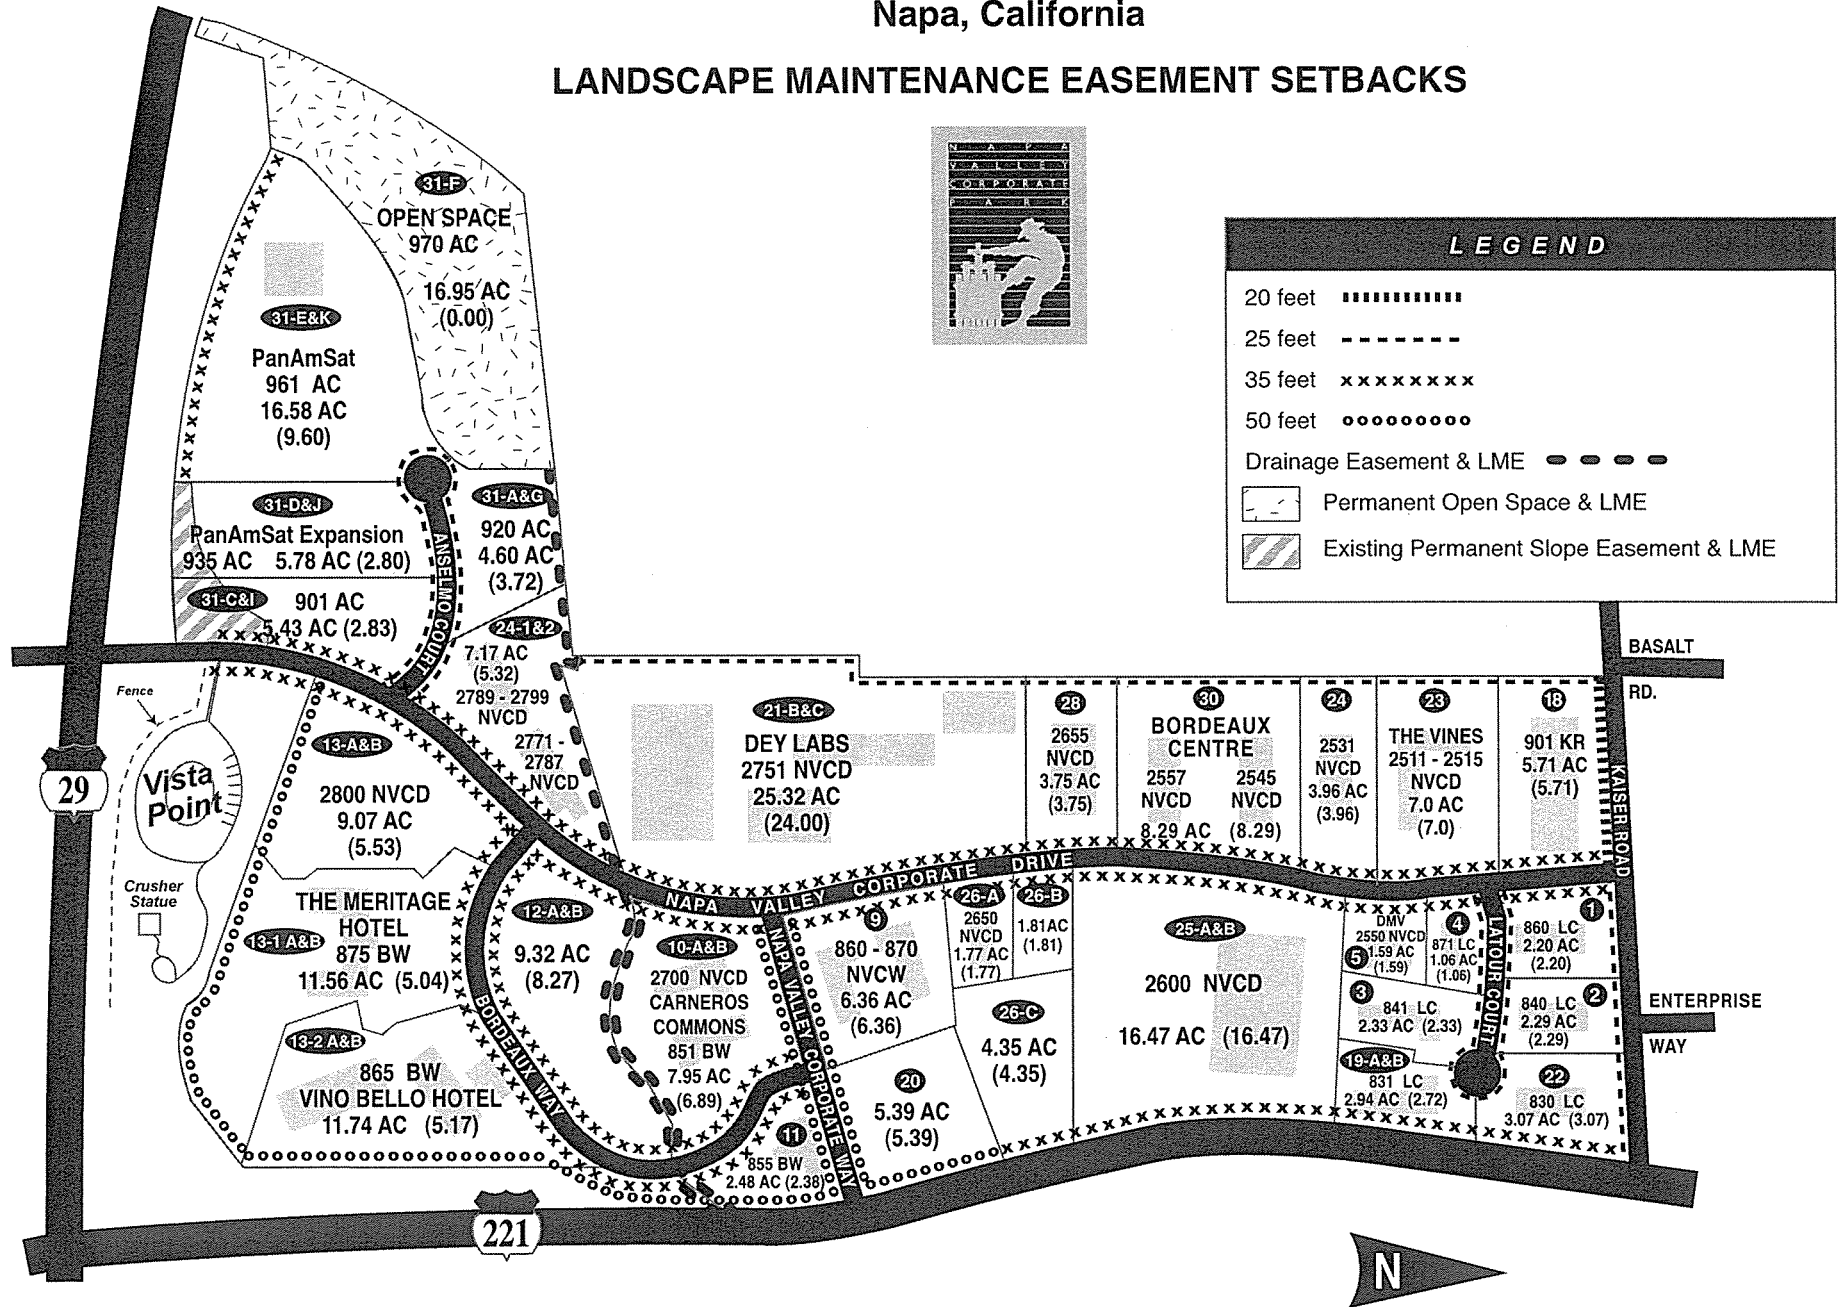 Napa, California
LANDSCAPE MAINTENANCE EASEMENT SETBACKS
NAPA
VALLEY
CORPORATE
PARK
LEGEND
20 feet
25 feet
35 feet
50 feet
Drainage Easement & LME
Permanent Open Space & LME
Existing Permanent Slope Easement & LME
31-F
OPEN SPACE
970 AC
16.95 AC
(0.00)
31-E&K
PanAmSat
961 AC
16.58 AC
(9.60)
31-D&J
PanAmSat Expansion
935 AC 5.78 AC (2.80)
31-C&I
901 AC
5.43 AC (2.83)
ANSELMO COURT
31-A&G
920 AC
4.60 AC
(3.72)
24-1&2
7.17 AC
(5.32)
2789 - 2799
NVCD
2771 -
2787
NVCD
29
Fence
Vista
Point
Crusher
Statue
13-A&B
2800 NVCD
9.07 AC
(5.53)
THE MERITAGE
HOTEL
13-1 A&B
875 BW
11.56 AC (5.04)
13-2 A&B
865 BW
VINO BELLO HOTEL
11.74 AC (5.17)
BORDEAUX WAY
12-A&B
9.32 AC
(8.27)
10-A&B
2700 NVCD
CARNEROS
COMMONS
851 BW
7.95 AC
(6.89)
11
855 BW
2.48 AC (2.38)
NAPA VALLEY CORPORATE WAY
NAPA VALLEY CORPORATE DRIVE
21-B&C
DEY LABS
2751 NVCD
25.32 AC
(24.00)
28
2655
NVCD
3.75 AC
(3.75)
30
BORDEAUX
CENTRE
2557
NVCD
2545
NVCD
8.29 AC (8.29)
24
2531
NVCD
3.96 AC
(3.96)
23
THE VINES
2511 - 2515
NVCD
7.0 AC
(7.0)
18
901 KR
5.71 AC
(5.71)
BASALT
RD.
KAISER ROAD
9
860 - 870
NVCW
6.36 AC
(6.36)
26-A
2650
NVCD
1.77 AC
(1.77)
26-B
1.81AC
(1.81)
26-C
4.35 AC
(4.35)
20
5.39 AC
(5.39)
25-A&B
2600 NVCD
16.47 AC (16.47)
DMV
2550 NVCD
5
1.59 AC
(1.59)
4
871 LC
1.06 AC
(1.06)
LATOUR COURT
1
860 LC
2.20 AC
(2.20)
3
841 LC
2.33 AC (2.33)
2
840 LC
2.29 AC
(2.29)
19-A&B
831 LC
2.94 AC (2.72)
22
830 LC
3.07 AC (3.07)
ENTERPRISE
WAY
221
N